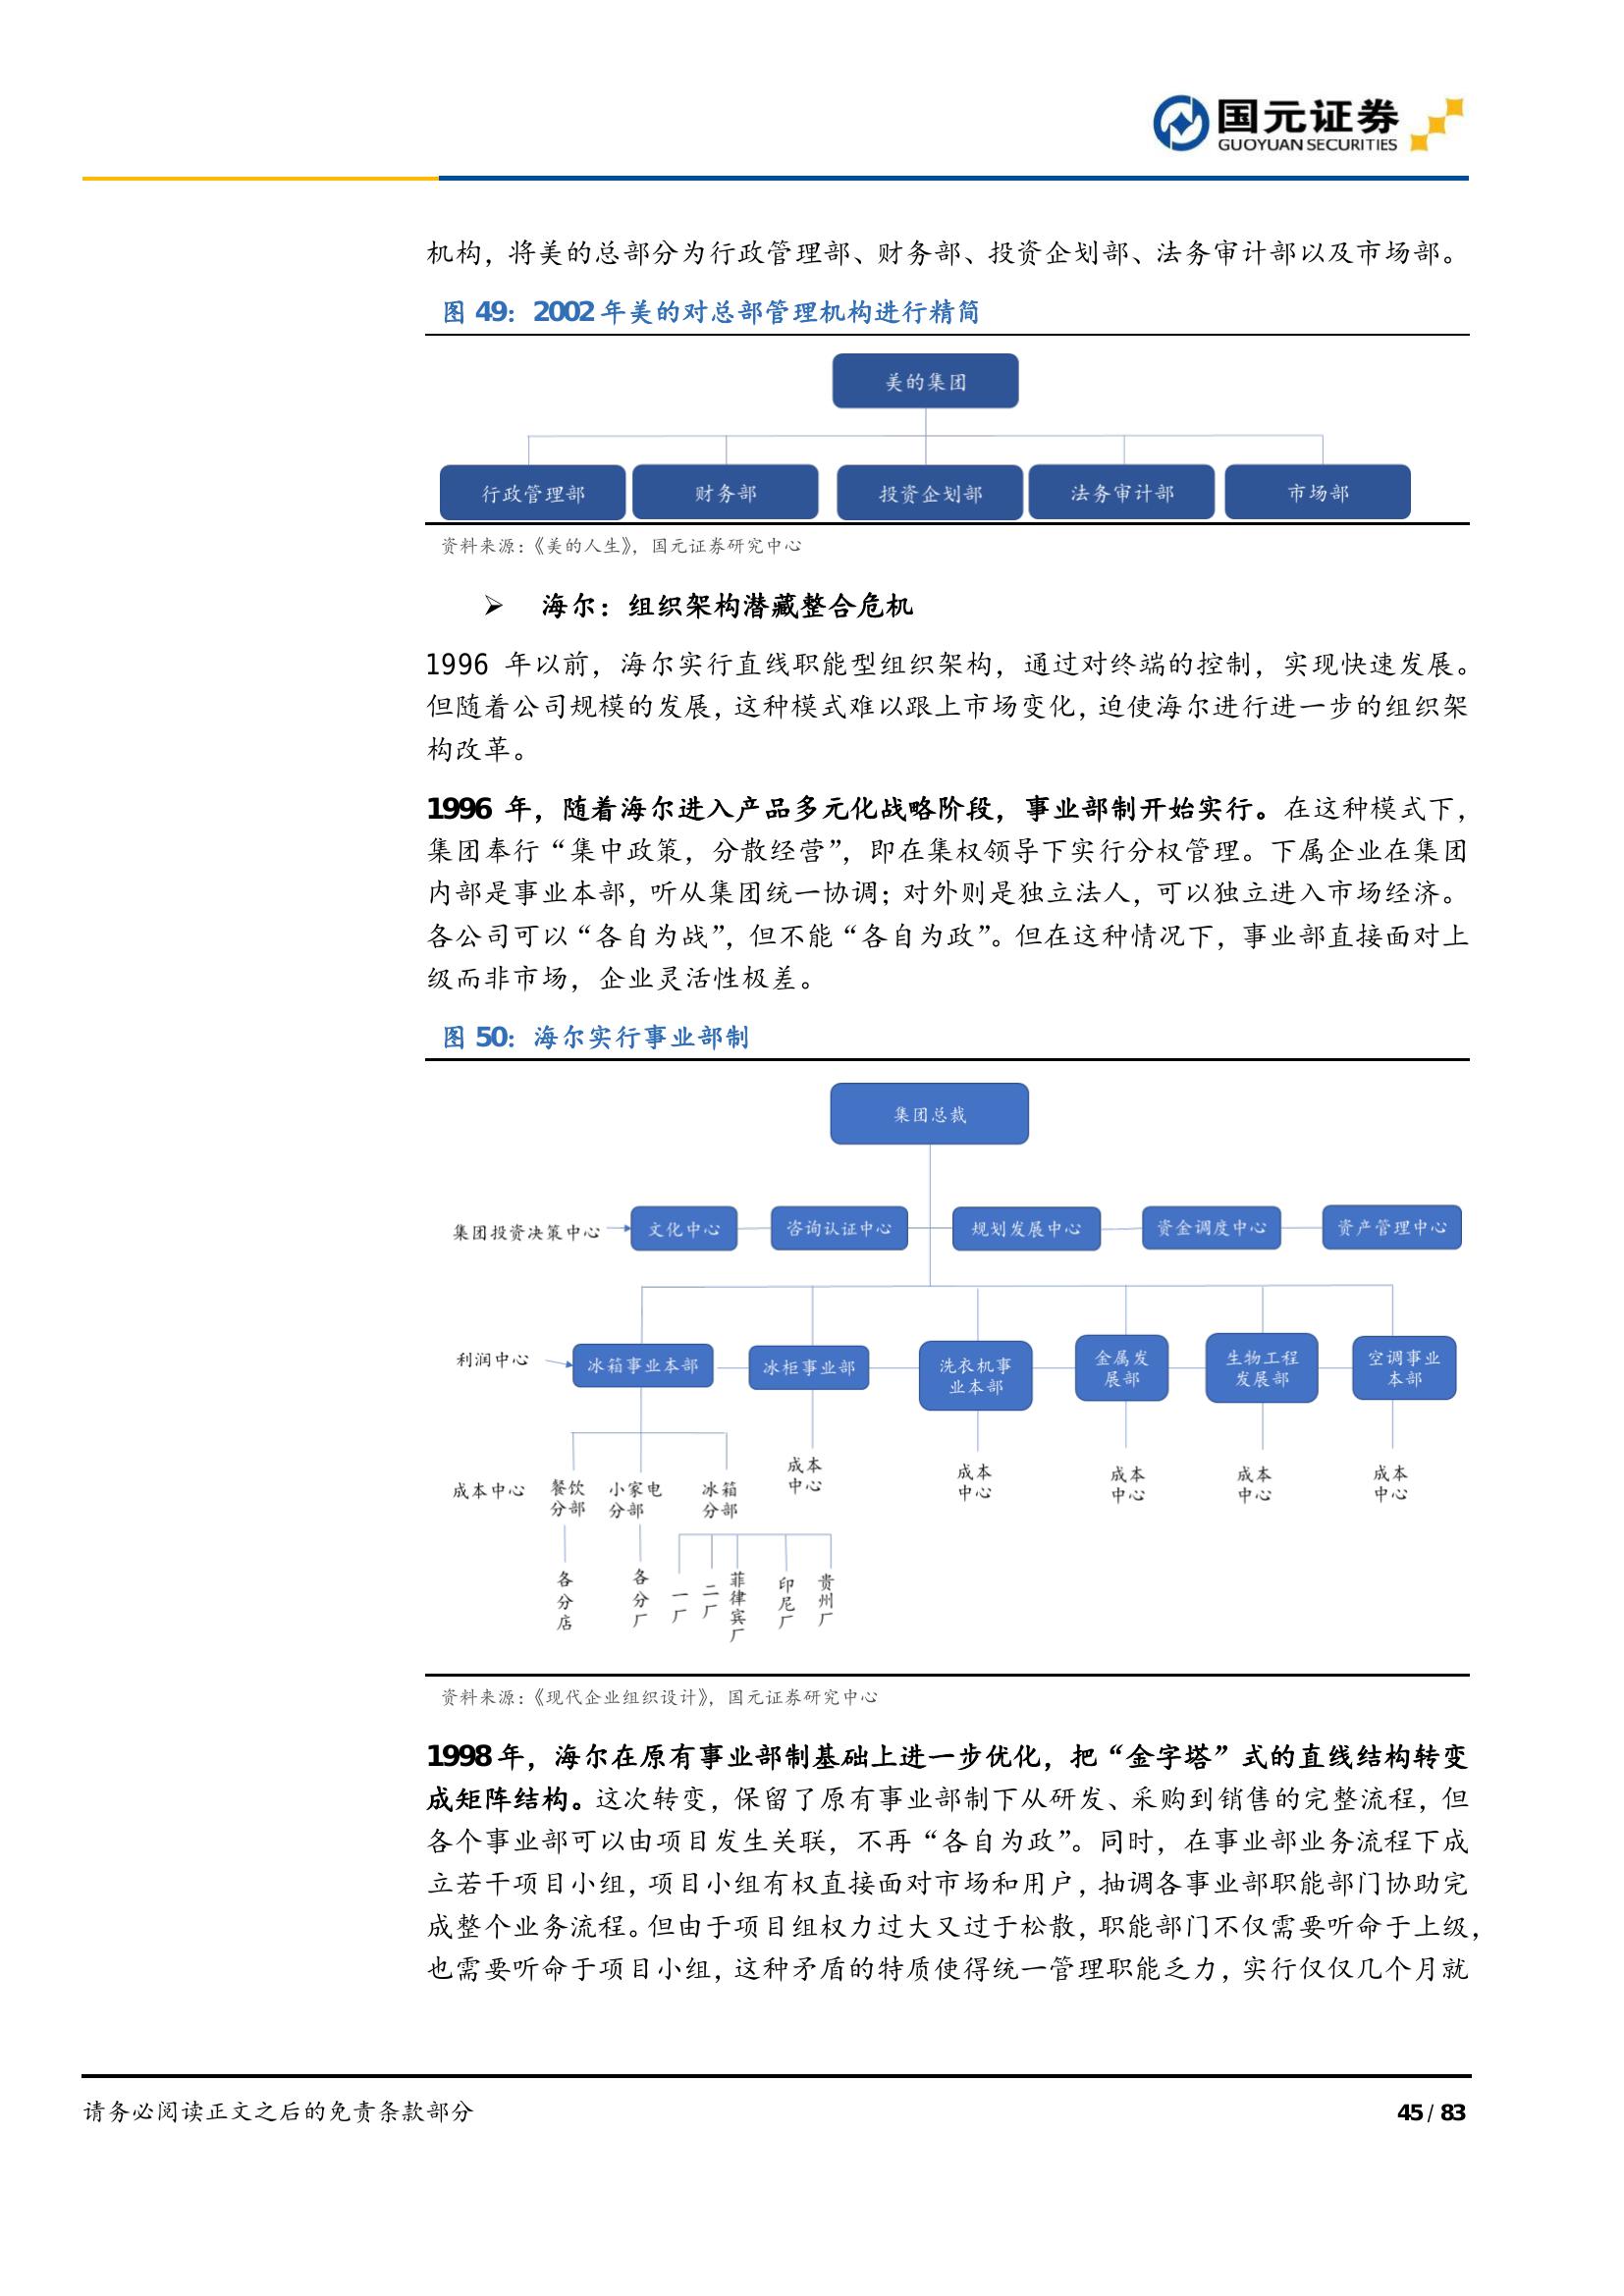 国元证券
GUOYUAN SECURITIES
机构，将美的总部分为行政管理部、财务部、投资企划部、法务审计部以及市场部。
图 49：2002 年美的对总部管理机构进行精简
美的集团
行政管理部 财务部 投资企划部 法务审计部 市场部
资料来源：《美的人生》，国元证券研究中心
➢ 海尔：组织架构潜藏整合危机
1996 年以前，海尔实行直线职能型组织架构，通过对终端的控制，实现快速发展。
但随着公司规模的发展，这种模式难以跟上市场变化，迫使海尔进行进一步的组织架
构改革。
1996 年，随着海尔进入产品多元化战略阶段，事业部制开始实行。在这种模式下，
集团奉行“集中政策，分散经营”，即在集权领导下实行分权管理。下属企业在集团
内部是事业本部，听从集团统一协调；对外则是独立法人，可以独立进入市场经济。
各公司可以“各自为战”，但不能“各自为政”。但在这种情况下，事业部直接面对上
级而非市场，企业灵活性极差。
图 50：海尔实行事业部制
集团总裁
集团投资决策中心 文化中心 咨询认证中心 规划发展中心 资金调度中心 资产管理中心
利润中心 冰箱事业本部 冰柜事业部
洗衣机事
业本部
金属发
展部
生物工程
发展部
空调事业
本部
成本中心
餐饮
分部
小家电
分部
冰箱
分部
成本
中心
成本
中心
成本
中心
成本
中心
成本
中心
各分店
各分厂
一厂
二厂
菲律宾厂
印尼厂
贵州厂
资料来源：《现代企业组织设计》，国元证券研究中心
1998 年，海尔在原有事业部制基础上进一步优化，把“金字塔”式的直线结构转变
成矩阵结构。这次转变，保留了原有事业部制下从研发、采购到销售的完整流程，但
各个事业部可以由项目发生关联，不再“各自为政”。同时，在事业部业务流程下成
立若干项目小组，项目小组有权直接面对市场和用户，抽调各事业部职能部门协助完
成整个业务流程。但由于项目组权力过大又过于松散，职能部门不仅需要听命于上级，
也需要听命于项目小组，这种矛盾的特质使得统一管理职能乏力，实行仅仅几个月就
请务必阅读正文之后的免责条款部分
45 / 83